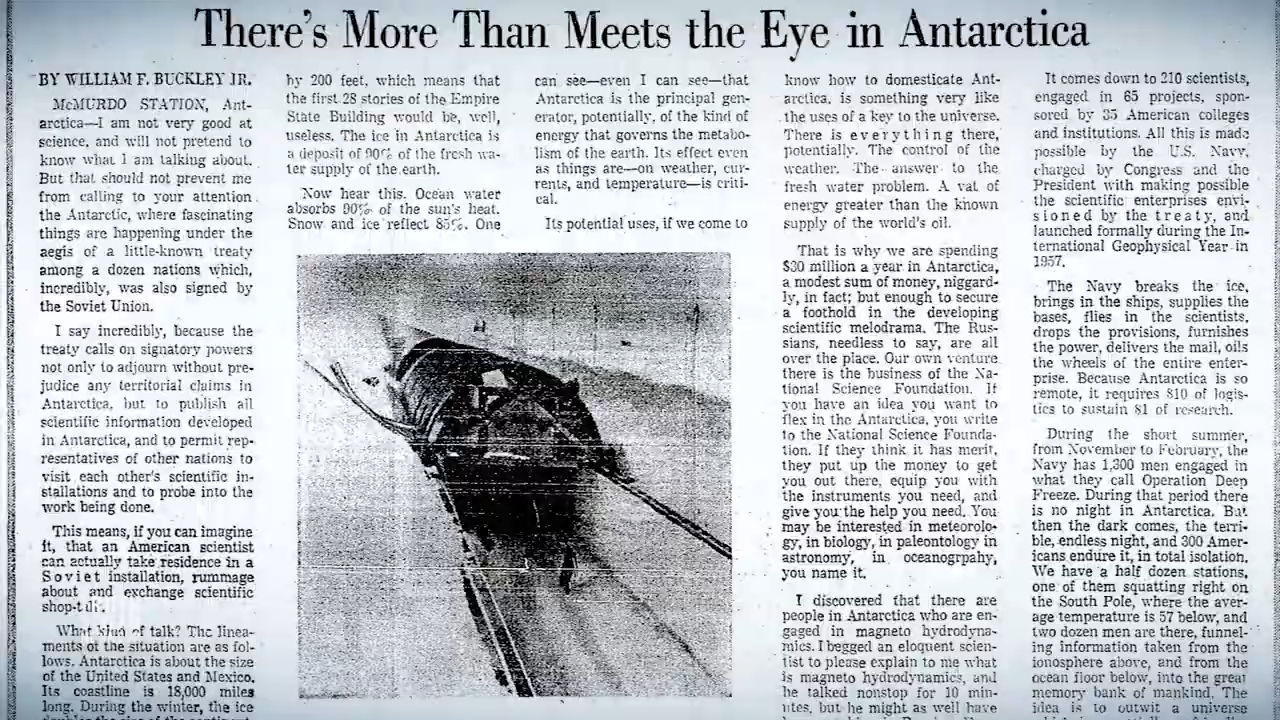 There's More Than Meets the Eye in Antarctica
BY WILLIAM F. BUCKLEY JR.
McMURDO STATION, Ant-
arctica—I am not very good at
science, and will not pretend to
know what I am talking about.
But that should not prevent me
from calling to your attention
the Antarctic, where fascinating
things are happening under the
aegis of a little-known treaty
among a dozen nations which,
incredibly, was also signed by
the Soviet Union.
I say incredibly, because the
treaty calls on signatory powers
not only to adjourn without pre-
judice any territorial claims in
Antarctica, but to publish all
scientific information developed
in Antarctica, and to permit rep-
resentatives of other nations to
visit each other's scientific in-
stallations and to probe into the
work being done.
This means, if you can imagine
it, that an American scientist
can actually take residence in a
Soviet installation, rummage
about and exchange scientific
What kind of talk? The linea-
ments of the situation are as fol-
lows. Antarctica is about the size
of the United States and Mexico.
Its coastline is 18,000 miles
long. During the winter, the ice
by 200 feet, which means that
the first 28 stories of the Empire
State Building would be, well,
useless. The ice in Antarctica is
a deposit of 90% of the fresh wa-
ter supply of the earth.
Now hear this. Ocean water
absorbs 90% of the sun's heat.
Snow and ice reflect 85%. One
can see—even I can see—that
Antarctica is the principal gen-
erator, potentially, of the kind of
energy that governs the metabo-
lism of the earth. Its effect even
as things are—on weather, cur-
rents, and temperature—is criti-
cal.
Its potential uses, if we come to
know how to domesticate Ant-
arctica, is something very like
the uses of a key to the universe.
There is everything there,
potentially. The control of the
weather. The answer to the
fresh water problem. A vat of
energy greater than the known
supply of the world's oil.
That is why we are spending
$30 million a year in Antarctica,
a modest sum of money, niggard-
ly, in fact; but enough to secure
a foothold in the developing
scientific melodrama. The Rus-
sians, needless to say, are all
over the place. Our own venture
there is the business of the Na-
tional Science Foundation. If
you have an idea you want to
flex in the Antarctica, you write
to the National Science Founda-
tion. If they think it has merit,
they put up the money to get
you out there, equip you with
the instruments you need, and
give you the help you need. You
may be interested in meteorolo-
gy, in biology, in paleontology in
astronomy, in oceanogrpahy,
you name it.
I discovered that there are
people in Antarctica who are en-
gaged in magneto hydrodyna-
mics. I begged an eloquent scien-
tist to please explain to me what
is magneto hydrodynamics, and
he talked nonstop for 10 min-
utes, but he might as well have
It comes down to 210 scientists,
engaged in 65 projects, spon-
sored by 35 American colleges
and institutions. All this is made
possible by the U.S. Navy,
charged by Congress and the
President with making possible
the scientific enterprises envi-
sioned by the treaty, and
launched formally during the In-
ternational Geophysical Year in
1957.
The Navy breaks the ice,
brings in the ships, supplies the
bases, flies in the scientists,
drops the provisions, furnishes
the power, delivers the mail, oils
the wheels of the entire enter-
prise. Because Antarctica is so
remote, it requires $10 of logis-
tics to sustain $1 of research.
During the short summer,
from November to February, the
Navy has 1,300 men engaged in
what they call Operation Deep
Freeze. During that period there
is no night in Antarctica. But
then the dark comes, the terri-
ble, endless night, and 300 Amer-
icans endure it, in total isolation.
We have a half dozen stations,
one of them squatting right on
the South Pole, where the aver-
age temperature is 57 below, and
two dozen men are there, funnel-
ing information taken from the
ionosphere above, and from the
ocean floor below, into the great
memory bank of mankind. The
idea is to outwit a universe